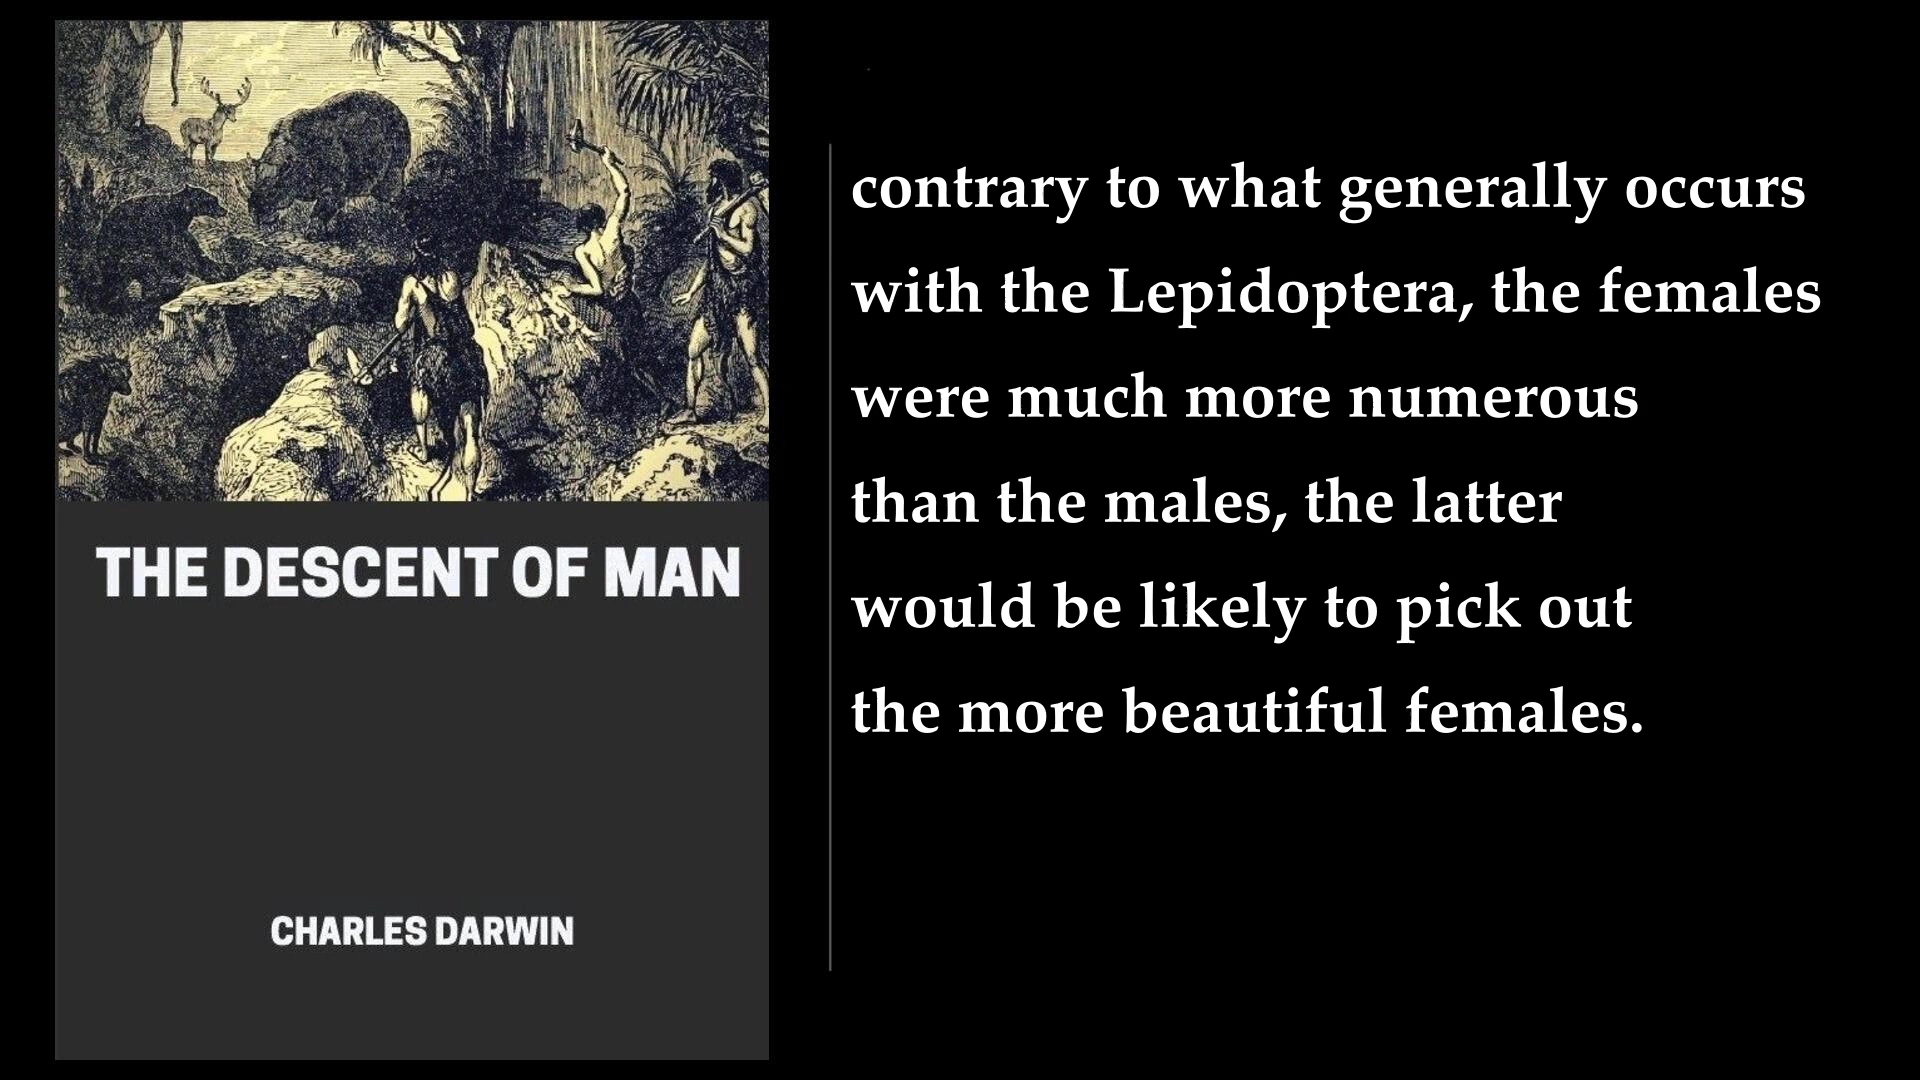 THE DESCENT OF MAN
CHARLES DARWIN
contrary to what generally occurs
with the Lepidoptera, the females
were much more numerous
than the males, the latter
would be likely to pick out
the more beautiful females.